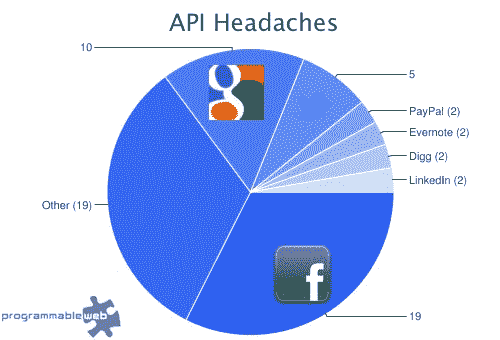 API Headaches
10
5
PayPal (2)
Evernote (2)
Digg (2)
LinkedIn (2)
Other (19)
g
f
19
programmableweb